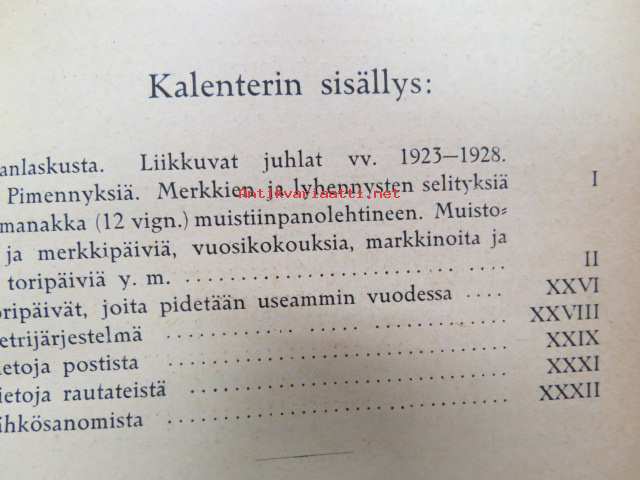 Kalenterin sisällys:
anlaskusta. Liikkuvat juhlat vv. 1923—1928.
Pimennyksiä. Merkkien ja lyhennysten selityksiä I
Antikvariaatti.net
manakka (12 vign.) muistiinpanolehtineen. Muisto=
ja merkkipäiviä, vuosikokouksia, markkinoita ja
toripäiviä y. m. II
oripäivät, joita pidetään useammin vuodessa XXVI
etrijärjestelmä XXVIII
ietoja postista XXIX
ietoja rautateistä XXXI
ihkösanomista XXXII